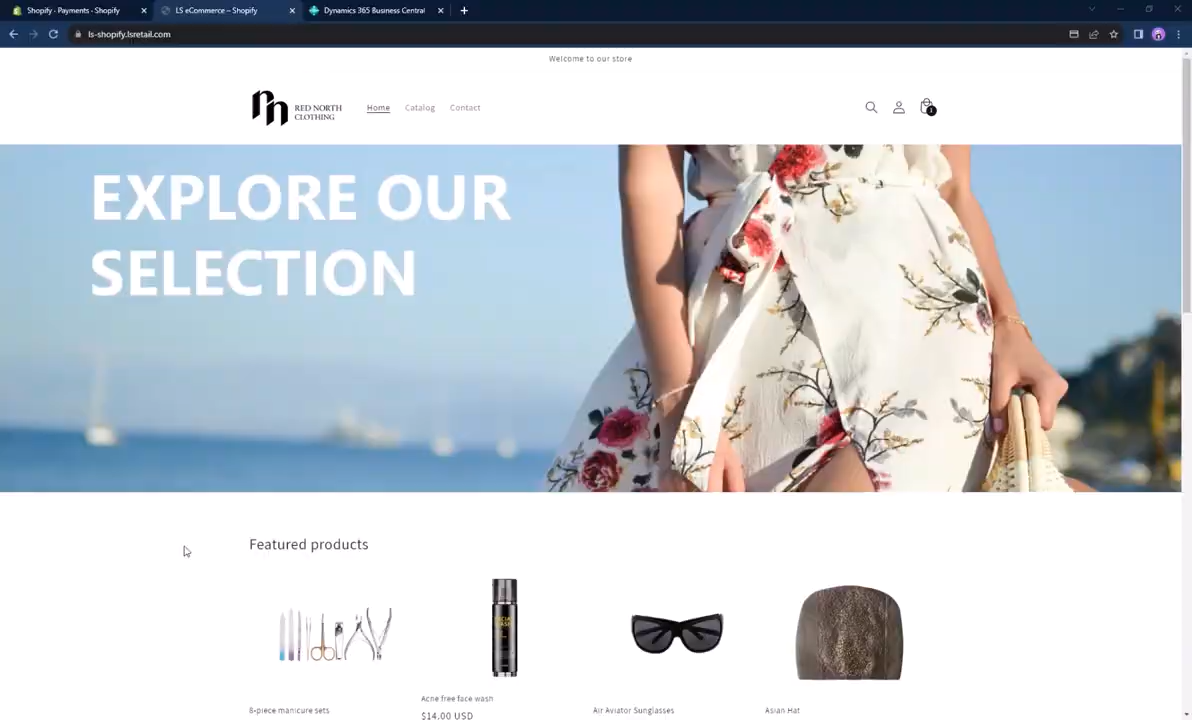 Shopify - Payments - Shopify
LS eCommerce – Shopify
Dynamics 365 Business Central
ls-shopify.lsretail.com
Welcome to our store
RED NORTH
CLOTHING
Home
Catalog
Contact
1
EXPLORE OUR
SELECTION
Featured products
8-piece manicure sets
Acne free face wash
$14.00 USD
Air Aviator Sunglasses
Asian Hat